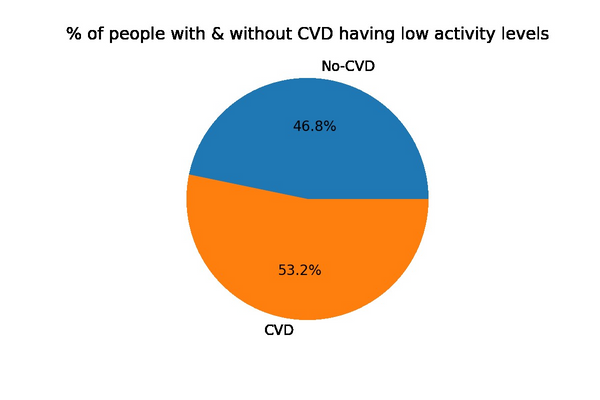 % of people with & without CVD having low activity levels
No-CVD
46.8%
53.2%
CVD